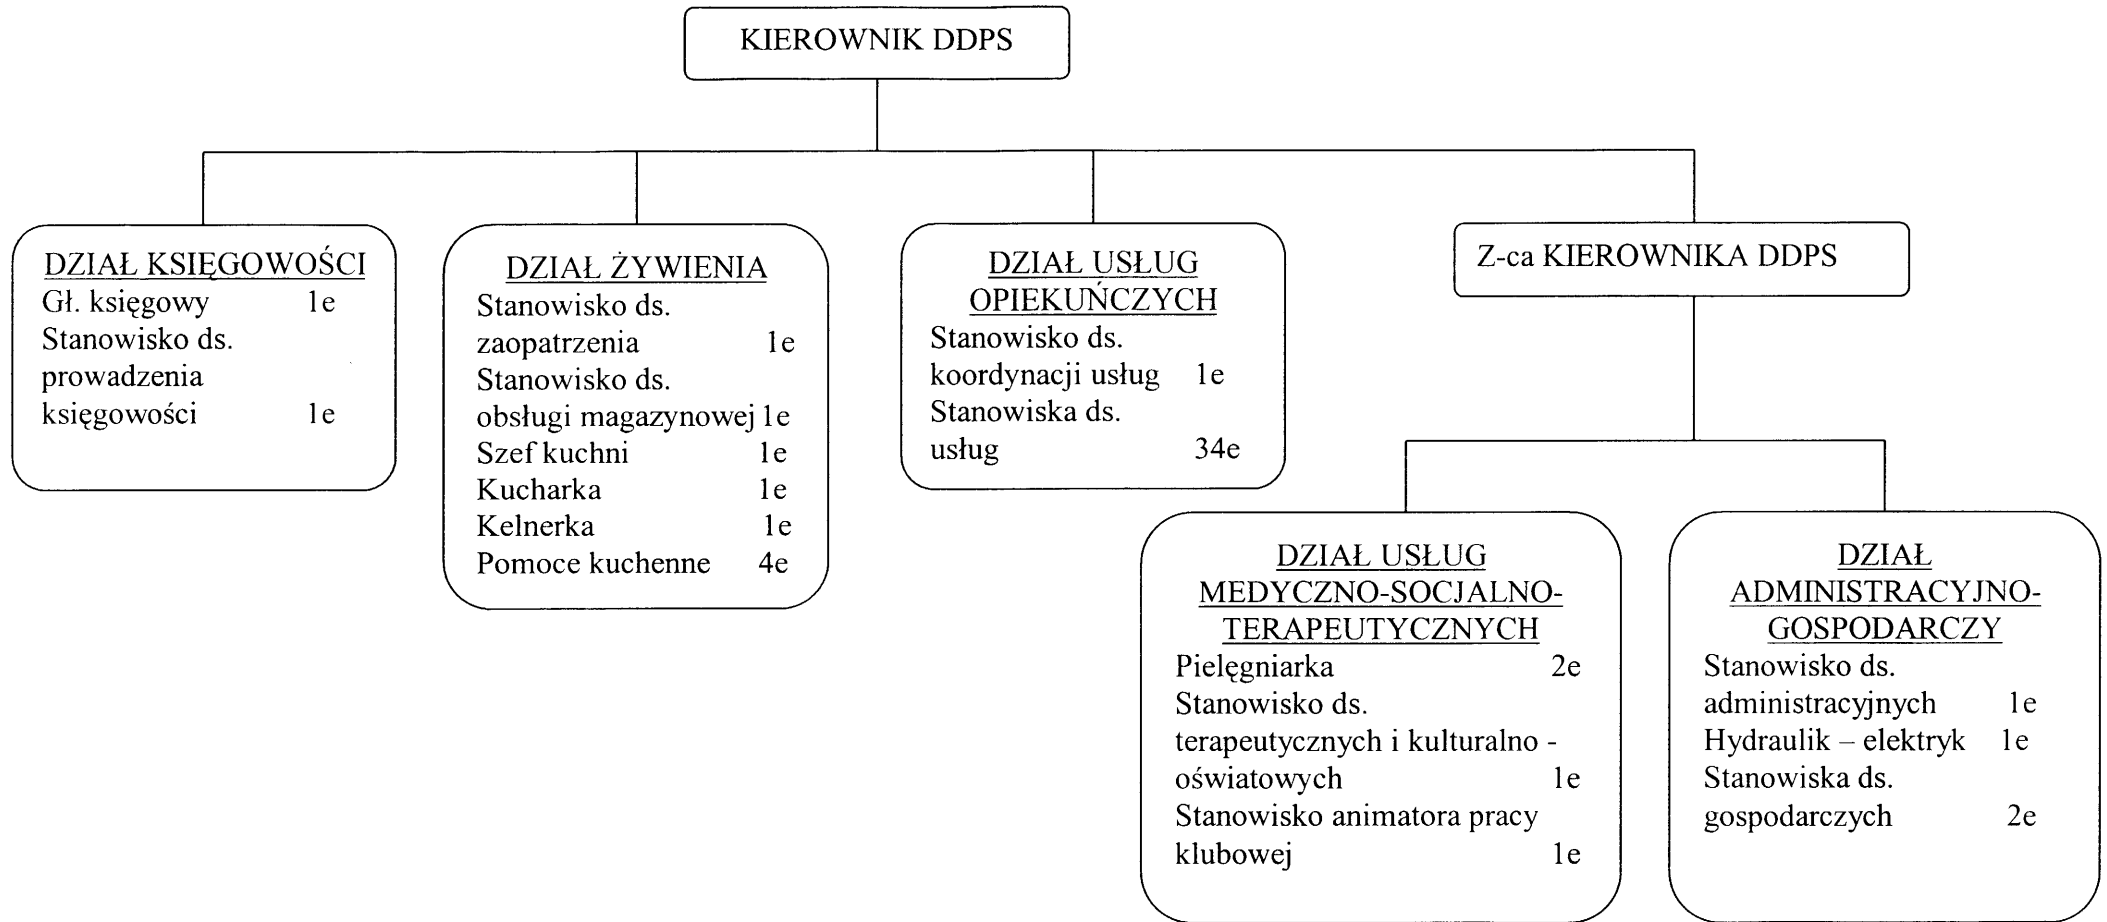 KIEROWNIK DDPS
DZIAŁ KSIĘGOWOŚCI
Gł. księgowy 1e
Stanowisko ds.
prowadzenia
księgowości 1e
DZIAŁ ŻYWIENIA
Stanowisko ds.
zaopatrzenia 1e
Stanowisko ds.
obsługi magazynowej 1e
Szef kuchni 1e
Kucharka 1e
Kelnerka 1e
Pomoce kuchenne 4e
DZIAŁ USŁUG
OPIEKUŃCZYCH
Stanowisko ds.
koordynacji usług 1e
Stanowiska ds.
usług 34e
Z-ca KIEROWNIKA DDPS
DZIAŁ USŁUG
MEDYCZNO-SOCJALNO-
TERAPEUTYCZNYCH
Pielęgniarka 2e
Stanowisko ds.
terapeutycznych i kulturalno -
oświatowych 1e
Stanowisko animatora pracy
klubowej 1e
DZIAŁ
ADMINISTRACYJNO-
GOSPODARCZY
Stanowisko ds.
administracyjnych 1e
Hydraulik – elektryk 1e
Stanowiska ds.
gospodarczych 2e